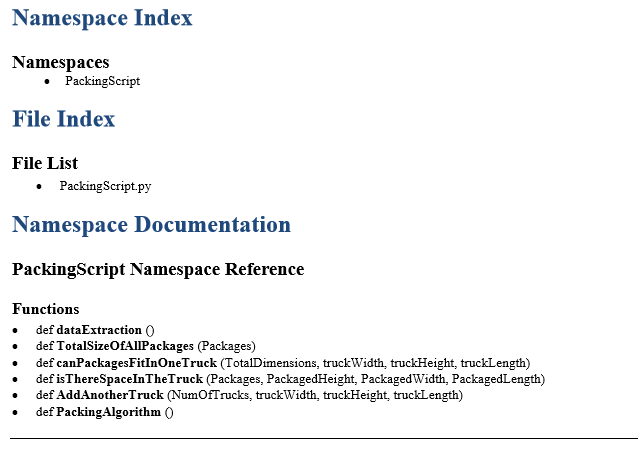 Namespace Index
Namespaces
• PackingScript
File Index
File List
• PackingScript.py
Namespace Documentation
PackingScript Namespace Reference
Functions
• def dataExtraction ()
• def TotalSizeOfAllPackages (Packages)
• def canPackagesFitInOneTruck (TotalDimensions, truckWidth, truckHeight, truckLength)
• def isThereSpaceInTheTruck (Packages, PackagedHeight, PackagedWidth, PackagedLength)
• def AddAnotherTruck (NumOfTrucks, truckWidth, truckHeight, truckLength)
• def PackingAlgorithm ()